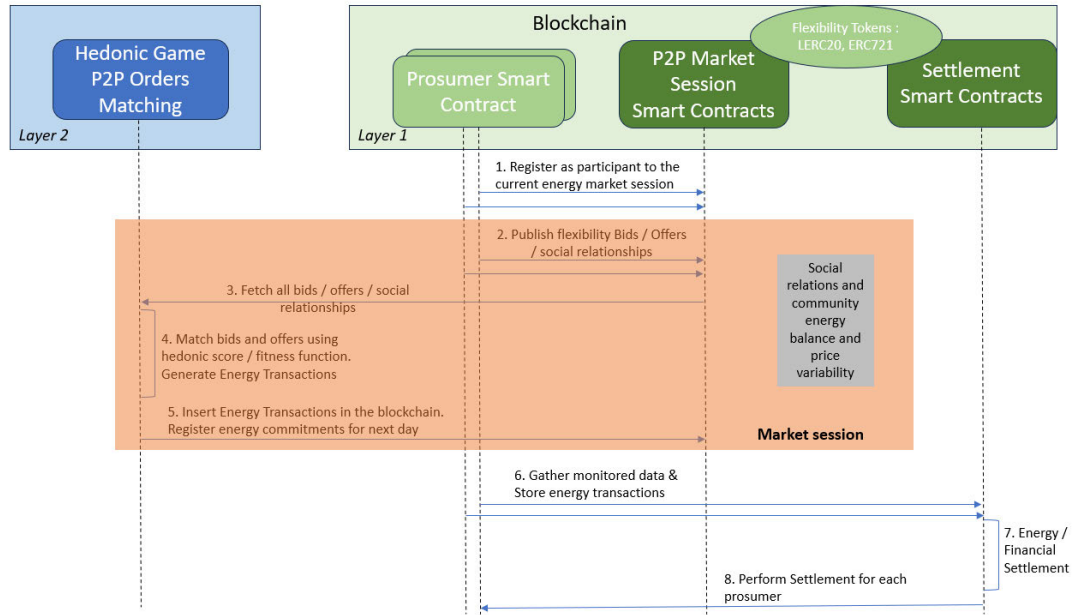 Blockchain
Flexibility Tokens :
LERC20, ERC721
Hedonic Game
P2P Orders
Matching
Prosumer Smart
Contract
P2P Market
Session
Smart Contracts
Settlement
Smart Contracts
Layer 2
Layer 1
1. Register as participant to the
current energy market session
2. Publish flexibility Bids / Offers
/ social relationships
3. Fetch all bids / offers / social
relationships
Social
relations and
community
energy
balance and
price
variability
4. Match bids and offers using
hedonic score / fitness function.
Generate Energy Transactions
5. Insert Energy Transactions in the blockchain.
Register energy commitments for next day
Market session
6. Gather monitored data &
Store energy transactions
7. Energy /
Financial
Settlement
8. Perform Settlement for each
prosumer